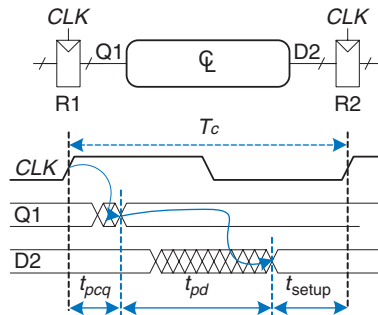 CLK CLK
Q1 CL D2
R1 R2
Tc
CLK
Q1
D2
tpcq tpd tsetup